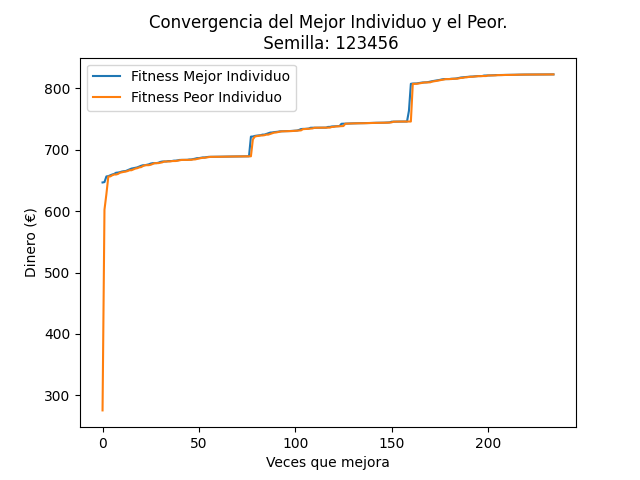 Convergencia del Mejor Individuo y el Peor.
Semilla: 123456
Fitness Mejor Individuo
Fitness Peor Individuo
800
700
600
500
400
300
Dinero (€)
0
50
100
150
200
Veces que mejora